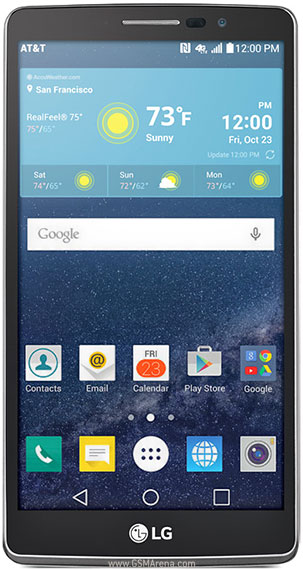 AT&T 4G 12:00 PM
AccuWeather.com
San Francisco
RealFeel® 75°
75°/65°
73°F
Sunny
PM
12:00
Fri, Oct 23
Update 12:00 PM
Sat
74°/65°
Sun
72°/62°
Mon
73°/64°
Google
FRI
23
Contacts Email Calendar Play Store Google
LG
www.GSMArena.com